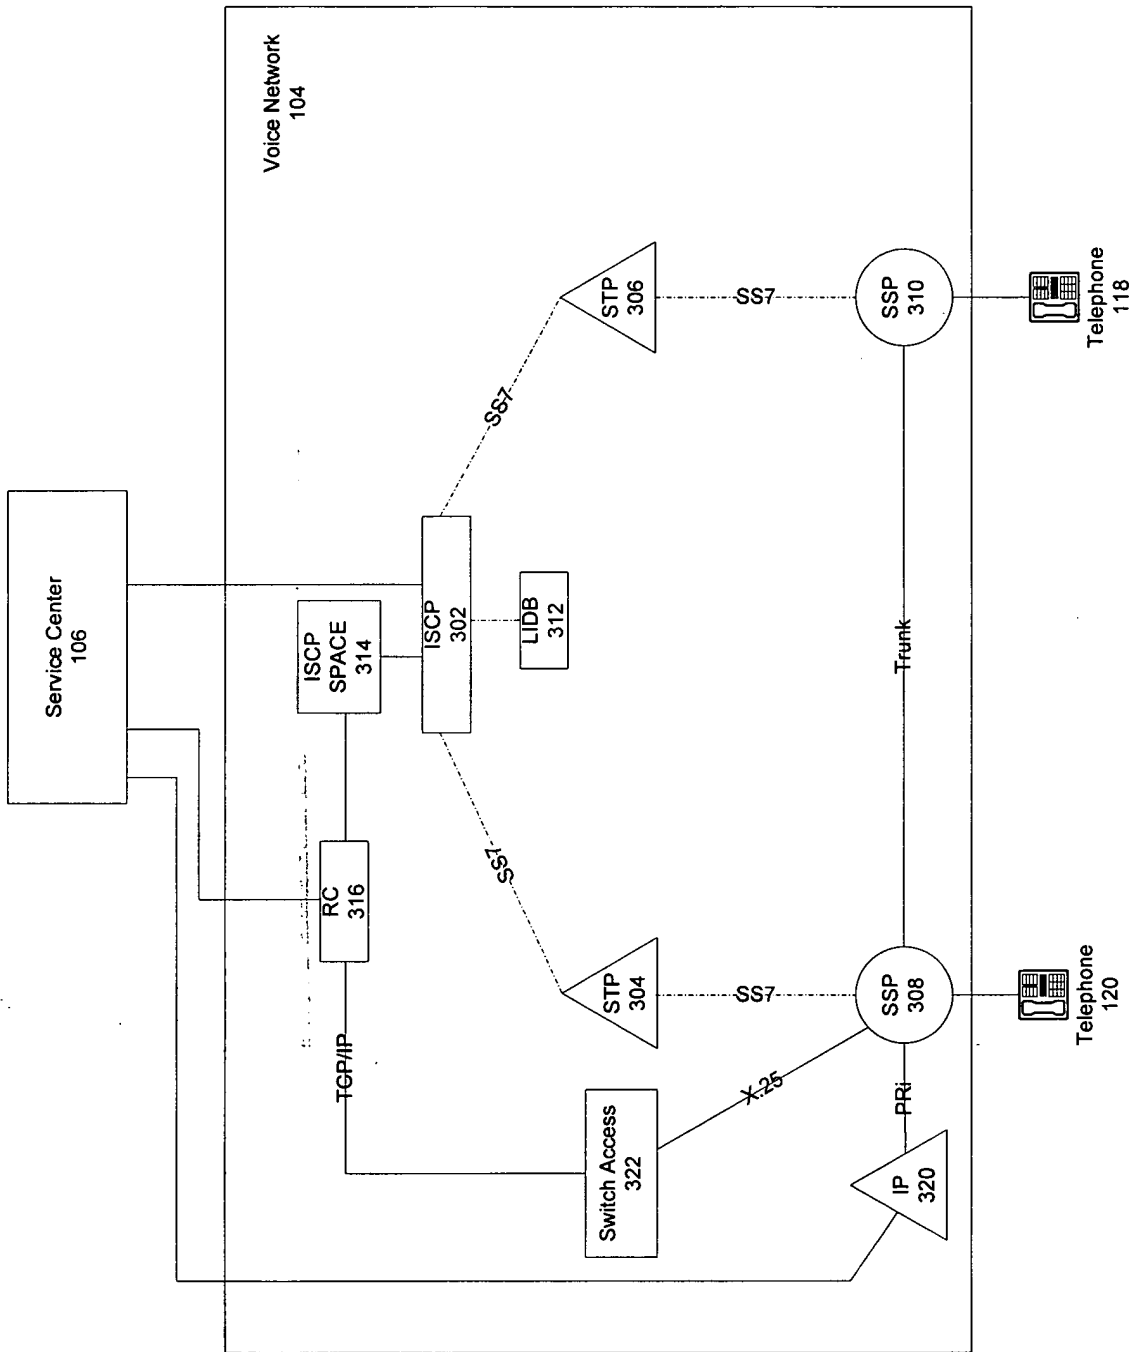 Service Center
106
Voice Network
104
ISCP
SPACE
314
ISCP
302
LIDB
312
RC
316
TCP/IP
SS7
SS7
STP
306
STP
304
SS7
SS7
Switch Access
322
X.25
SSP
310
Trunk
SSP
308
PRi
IP
320
Telephone
118
Telephone
120